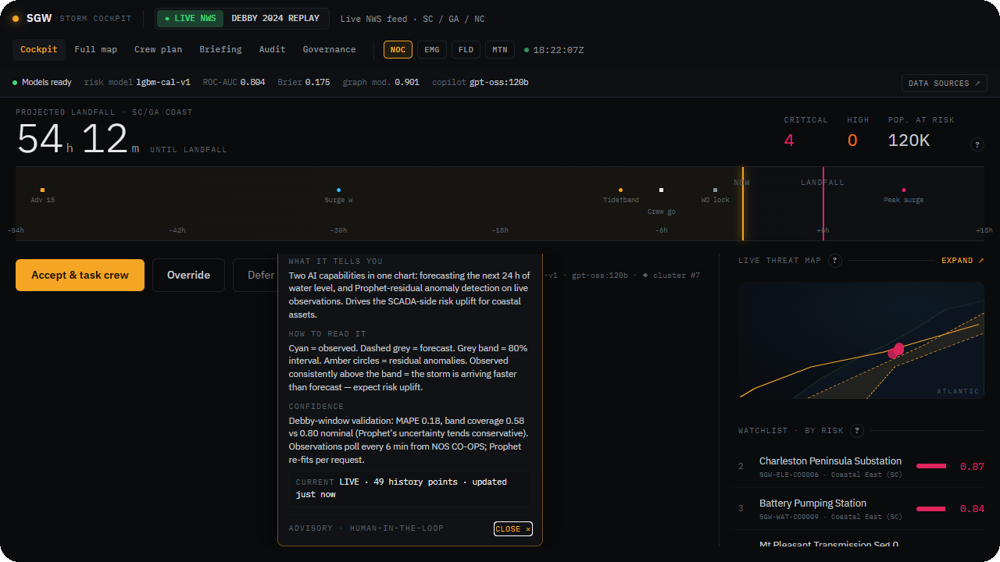 SGW STORM COCKPIT
LIVE NWS DEBBY 2024 REPLAY Live NWS feed · SC / GA / NC
Cockpit Full map Crew plan Briefing Audit Governance NOC EMG FLD MTN 18:22:07Z
Models ready risk model lgbm-cal-v1 ROC-AUC 0.804 Brier 0.175 graph mod. 0.901 copilot gpt-oss:120b DATA SOURCES ↗
PROJECTED LANDFALL · SC/GA COAST
54 h 12 m UNTIL LANDFALL
CRITICAL HIGH POP. AT RISK
4 0 120K ?
NOW LANDFALL
Adv 15 Surge W Tidetband WO lock Peak surge
Crew go
-54h -42h -30h -18h -6h +6h +18h
Accept & task crew Override Defer
-v1 · gpt-oss:120b · ◆ cluster #7
WHAT IT TELLS YOU
Two AI capabilities in one chart: forecasting the next 24 h of
water level, and Prophet-residual anomaly detection on live
observations. Drives the SCADA-side risk uplift for coastal
assets.
HOW TO READ IT
Cyan = observed. Dashed grey = forecast. Grey band = 80%
interval. Amber circles = residual anomalies. Observed
consistently above the band = the storm is arriving faster
than forecast — expect risk uplift.
CONFIDENCE
Debby-window validation: MAPE 0.18, band coverage 0.58
vs 0.80 nominal (Prophet's uncertainty tends conservative).
Observations poll every 6 min from NOS CO-OPS; Prophet
re-fits per request.
CURRENT LIVE · 49 history points · updated
just now
ADVISORY · HUMAN-IN-THE-LOOP CLOSE ×
LIVE THREAT MAP ? EXPAND ↗
ATLANTIC
WATCHLIST · BY RISK ?
2 Charleston Peninsula Substation 0.87
SGW-ELE-CO0006 · Coastal East (SC)
3 Battery Pumping Station 0.84
SGW-WAT-CO0009 · Coastal East (SC)
Mt Pleasant Transmission Seg 0